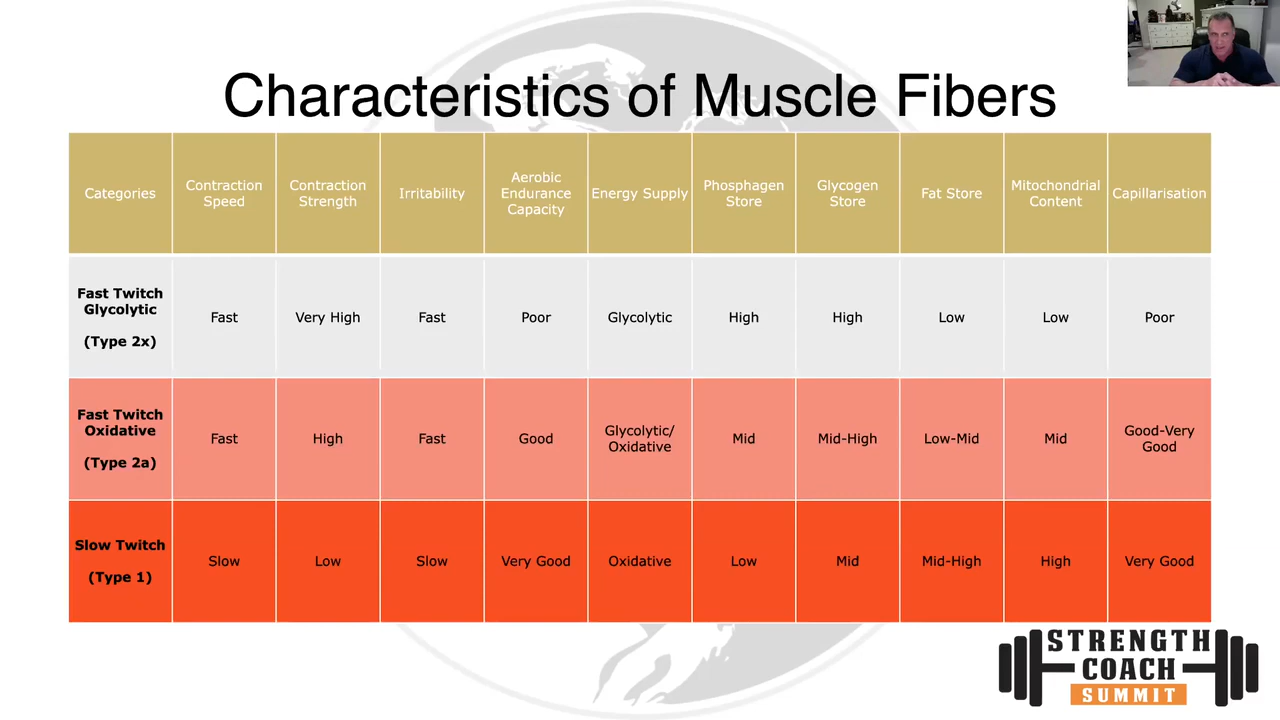 Characteristics of Muscle Fibers
Categories
Contraction
Speed
Contraction
Strength
Irritability
Aerobic
Endurance
Capacity
Energy Supply
Phosphagen
Store
Glycogen
Store
Fat Store
Mitochondrial
Content
Capillarisation
Fast Twitch
Glycolytic
(Type 2x)
Fast
Very High
Fast
Poor
Glycolytic
High
High
Low
Low
Poor
Fast Twitch
Oxidative
(Type 2a)
Fast
High
Fast
Good
Glycolytic/
Oxidative
Mid
Mid-High
Low-Mid
Mid
Good-Very
Good
Slow Twitch
(Type 1)
Slow
Low
Slow
Very Good
Oxidative
Low
Mid
Mid-High
High
Very Good
STRENGTH
COACH
SUMMIT